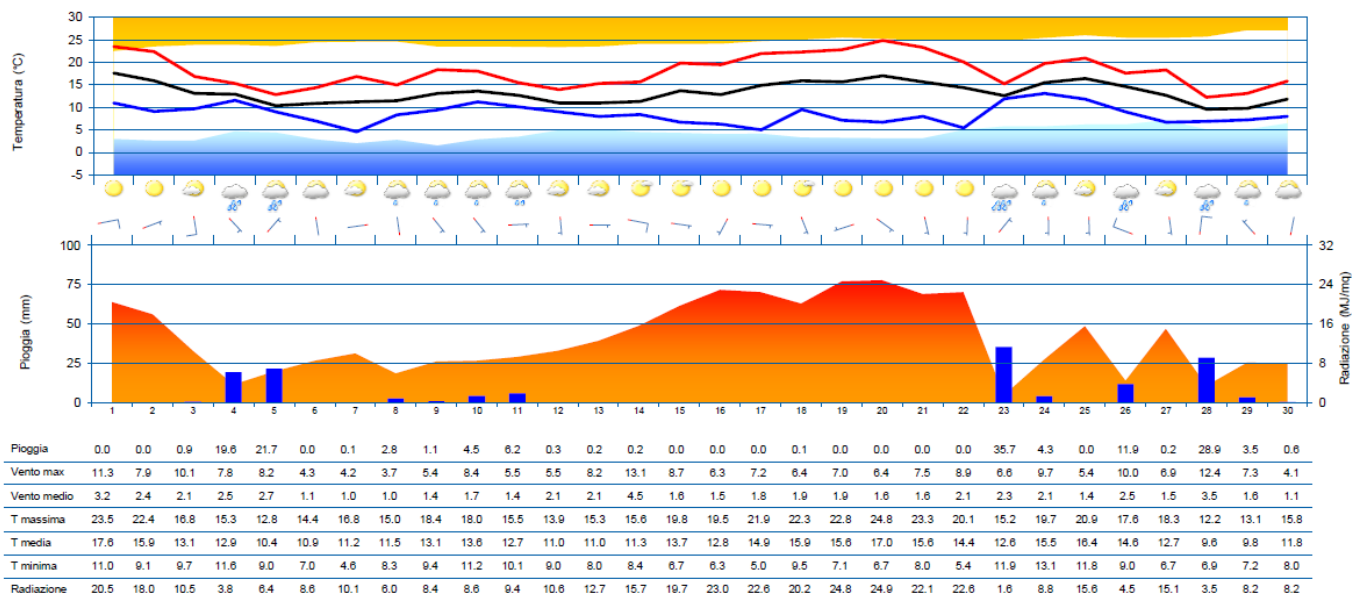 30
25
20
15
10
5
0
-5
Temperatura (°C)
100
75
50
25
0
Pioggia (mm)
32
24
16
8
0
Radiazione (MJ/mq)
1 2 3 4 5 6 7 8 9 10 11 12 13 14 15 16 17 18 19 20 21 22 23 24 25 26 27 28 29 30
Pioggia 0.0 0.0 0.9 19.6 21.7 0.0 0.1 2.8 1.1 4.5 6.2 0.3 0.2 0.2 0.0 0.0 0.0 0.1 0.0 0.0 0.0 0.0 35.7 4.3 0.0 11.9 0.2 28.9 3.5 0.6
Vento max 11.3 7.9 10.1 7.8 8.2 4.3 4.2 3.7 5.4 8.4 5.5 5.5 8.2 13.1 8.7 6.3 7.2 6.4 7.0 6.4 7.5 8.9 6.6 9.7 5.4 10.0 6.9 12.4 7.3 4.1
Vento medio 3.2 2.4 2.1 2.5 2.7 1.1 1.0 1.0 1.4 1.7 1.4 2.1 2.1 4.5 1.6 1.5 1.8 1.9 1.9 1.6 1.6 2.1 2.3 2.1 1.4 2.5 1.5 3.5 1.6 1.1
T massima 23.5 22.4 16.8 15.3 12.8 14.4 16.8 15.0 18.4 18.0 15.5 13.9 15.3 15.6 19.8 19.5 21.9 22.3 22.8 24.8 23.3 20.1 15.2 19.7 20.9 17.6 18.3 12.2 13.1 15.8
T media 17.6 15.9 13.1 12.9 10.4 10.9 11.2 11.5 13.1 13.6 12.7 11.0 11.0 11.3 13.7 12.8 14.9 15.9 15.6 17.0 15.6 14.4 12.6 15.5 16.4 14.6 12.7 9.6 9.8 11.8
T minima 11.0 9.1 9.7 11.6 9.0 7.0 4.6 8.3 9.4 11.2 10.1 9.0 8.0 8.4 6.7 6.3 5.0 9.5 7.1 6.7 8.0 5.4 11.9 13.1 11.8 9.0 6.7 6.9 7.2 8.0
Radiazione 20.5 18.0 10.5 3.8 6.4 8.6 10.1 6.0 8.4 8.6 9.4 10.6 12.7 15.7 19.7 23.0 22.6 20.2 24.8 24.9 22.1 22.6 1.6 8.8 15.6 4.5 15.1 3.5 8.2 8.2